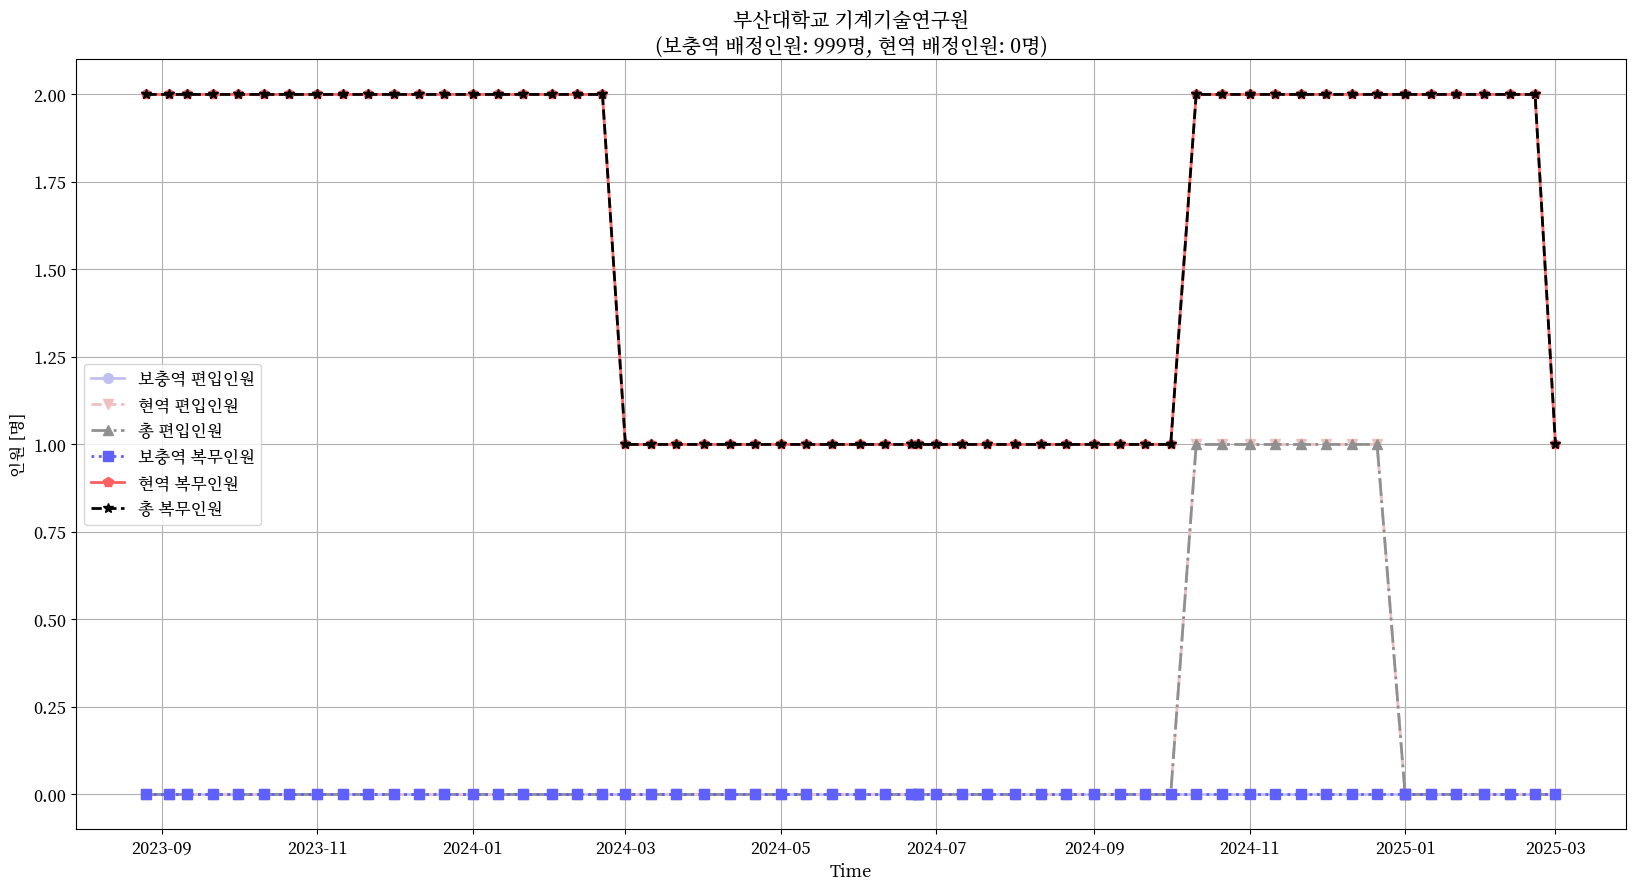 부산대학교 기계기술연구원
(보충역 배정인원: 999명, 현역 배정인원: 0명)
2.00
1.75
1.50
1.25
1.00
0.75
0.50
0.25
0.00
인원 [명]
보충역 편입인원
현역 편입인원
총 편입인원
보충역 복무인원
현역 복무인원
총 복무인원
2023-09
2023-11
2024-01
2024-03
2024-05
2024-07
2024-09
2024-11
2025-01
2025-03
Time